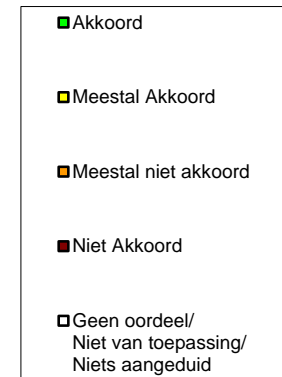 Akkoord
Meestal Akkoord
Meestal niet akkoord
Niet Akkoord
Geen oordeel/
Niet van toepassing/
Niets aangeduid